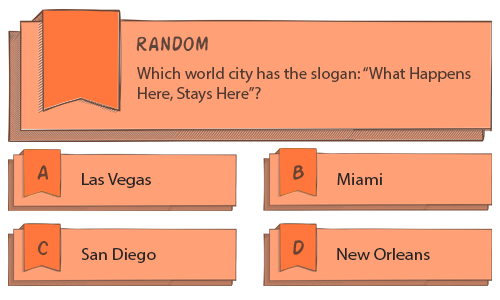 RANDOM
Which world city has the slogan: “What Happens
Here, Stays Here”?
A Las Vegas
B Miami
C San Diego
D New Orleans